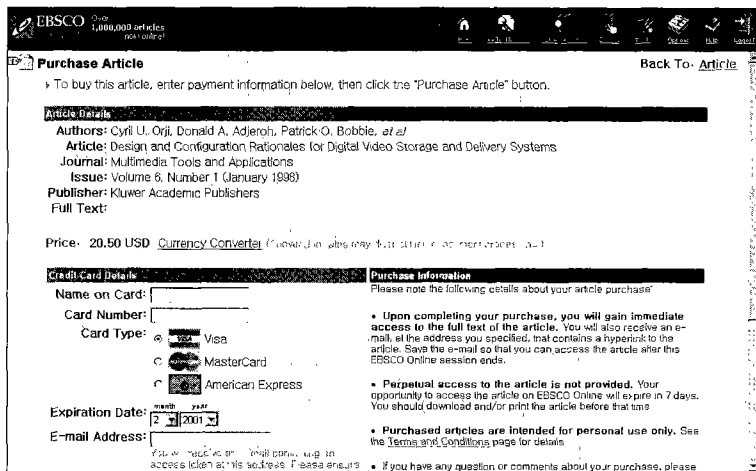 EBSCO Over
1,000,000 articles
now online!
Options Help Logout
Purchase Article Back To: Article
To buy this article, enter payment information below, then click the "Purchase Article" button.
Article Details
Authors: Cyril U. Orji, Donald A. Adjeroh, Patrick O. Bobbie, et al
Article: Design and Configuration Rationales for Digital Video Storage and Delivery Systems
Journal: Multimedia Tools and Applications
Issue: Volume 6, Number 1 (January 1998)
Publisher: Kluwer Academic Publishers
Full Text:
Price: 20.50 USD Currency Converter
Credit Card Details
Name on Card:
Card Number:
Card Type: VISA Visa
MasterCard
American Express
month year
Expiration Date: 2 2001
E-mail Address:
Purchase Information
Please note the following details about your article purchase:
• Upon completing your purchase, you will gain immediate
access to the full text of the article. You will also receive an e-
mail, at the address you specified, that contains a hyperlink to the
article. Save the e-mail so that you can access the article after this
EBSCO Online session ends.
• Perpetual access to the article is not provided. Your
opportunity to access the article on EBSCO Online will expire in 7 days.
You should download and/or print the article before that time
• Purchased articles are intended for personal use only. See
the Terms and Conditions page for details
• If you have any question or comments about your purchase, please